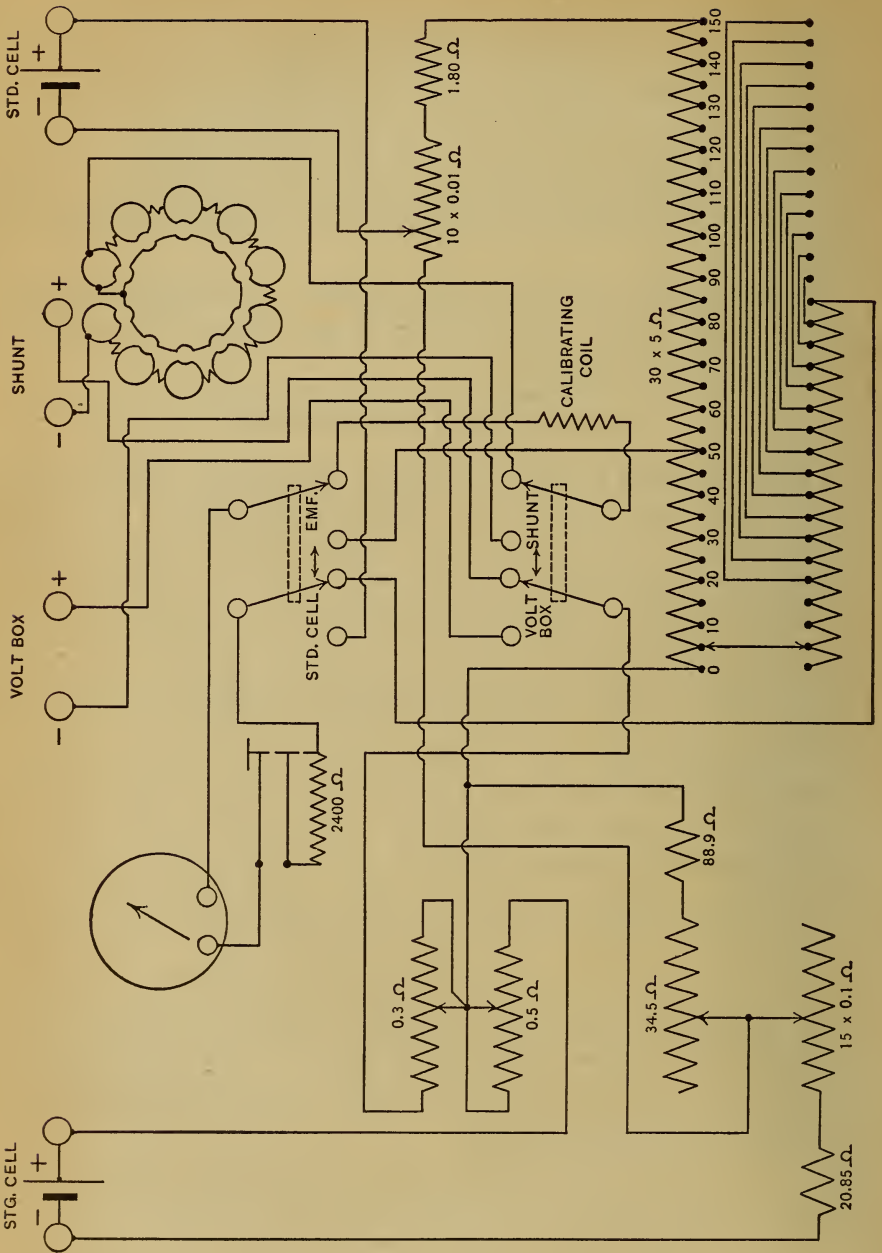 STG. CELL
− +
VOLT BOX
− +
SHUNT
− +
STD. CELL
− +
2400 Ω
STD. CELL ↔ EMF.
0.3 Ω
0.5 Ω
10 x 0.01 Ω
1.80 Ω
VOLT BOX ↔ SHUNT
CALIBRATING COIL
34.5 Ω
88.9 Ω
30 x 5 Ω
0 10 20 30 40 50 60 70 80 90 100 110 120 130 140 150
20.85 Ω
15 x 0.1 Ω